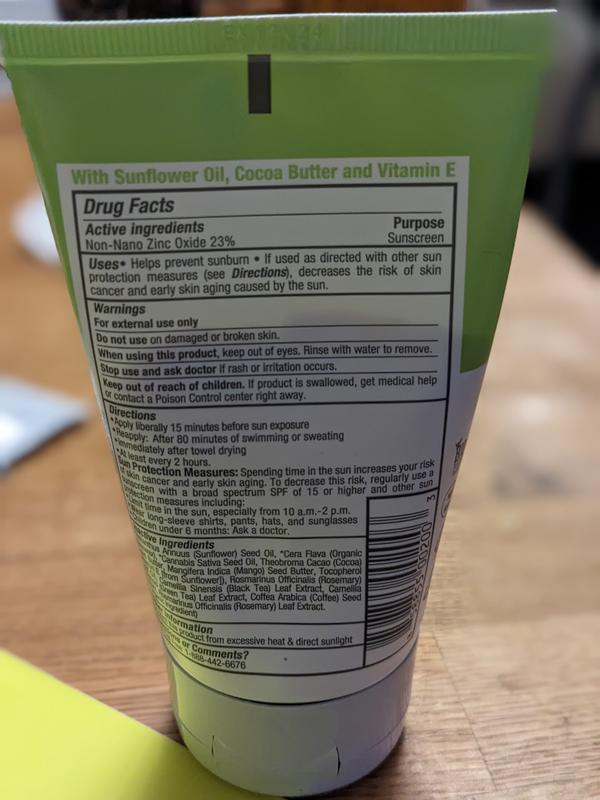 With Sunflower Oil, Cocoa Butter and Vitamin E
Drug Facts
Active ingredients Purpose
Non-Nano Zinc Oxide 23% Sunscreen
Uses• Helps prevent sunburn • If used as directed with other sun
protection measures (see Directions), decreases the risk of skin
cancer and early skin aging caused by the sun.
Warnings
For external use only
Do not use on damaged or broken skin.
When using this product, keep out of eyes. Rinse with water to remove.
Stop use and ask doctor if rash or irritation occurs.
Keep out of reach of children. If product is swallowed, get medical help
or contact a Poison Control center right away.
Directions
•Apply liberally 15 minutes before sun exposure
•Reapply: After 80 minutes of swimming or sweating
•Immediately after towel drying
•At least every 2 hours.
Sun Protection Measures: Spending time in the sun increases your risk
of skin cancer and early skin aging. To decrease this risk, regularly use a
sunscreen with a broad spectrum SPF of 15 or higher and other sun
protection measures including:
time in the sun, especially from 10 a.m.-2 p.m.
long-sleeve shirts, pants, hats, and sunglasses
children under 6 months: Ask a doctor.
Ingredients
Annuus (Sunflower) Seed Oil, *Cera Flava (Organic
*Cannabis Sativa Seed Oil, Theobroma Cacao (Cocoa)
Mangifera Indica (Mango) Seed Butter, Tocopherol
from Sunflower]), Rosmarinus Officinalis (Rosemary)
Sinensis (Black Tea) Leaf Extract, Camellia
(Green Tea) Leaf Extract, Coffea Arabica (Coffee) Seed
Officinalis (Rosemary) Leaf Extract.
Ingredient)
Information
product from excessive heat & direct sunlight
or Comments?
1-888-442-6676
3